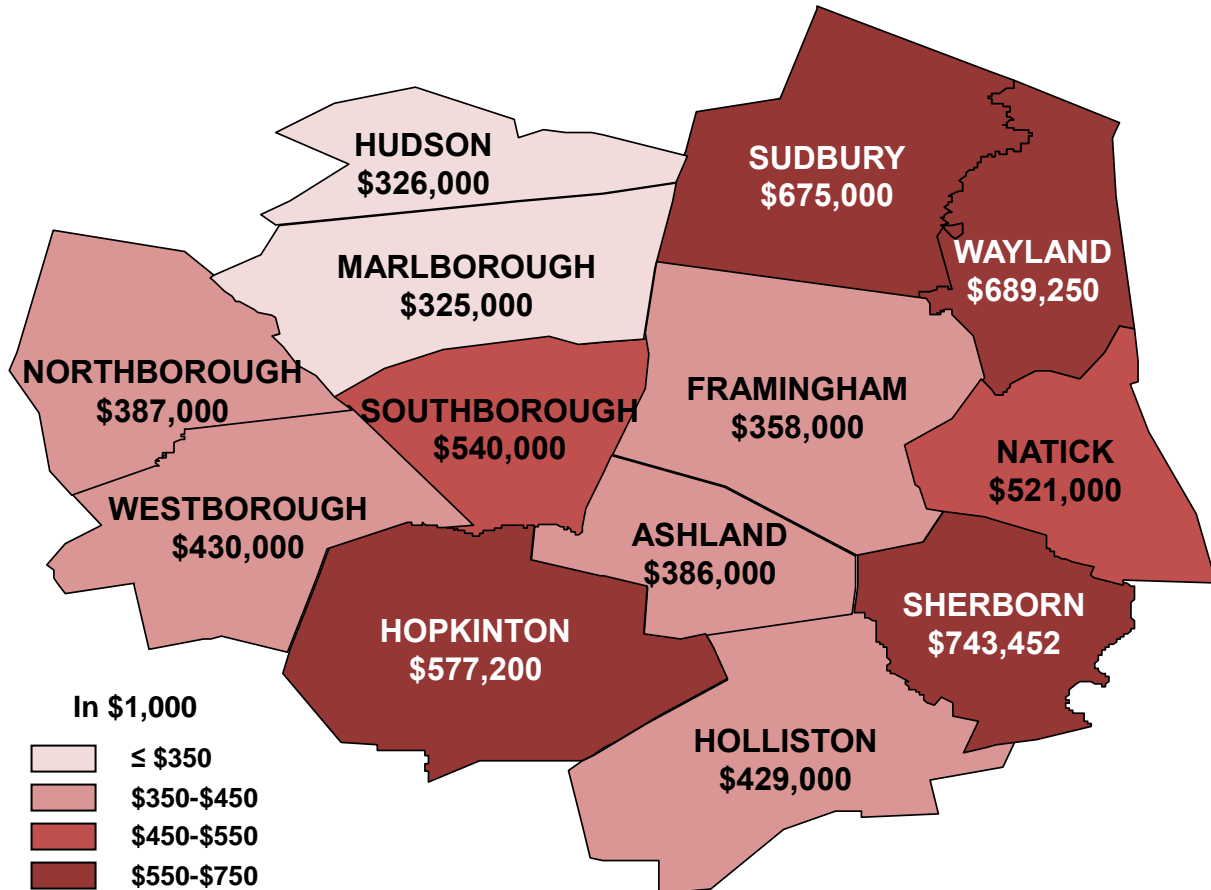 HUDSON
$326,000
SUDBURY
$675,000
MARLBOROUGH
$325,000
WAYLAND
$689,250
NORTHBOROUGH
$387,000
SOUTHBOROUGH
$540,000
FRAMINGHAM
$358,000
NATICK
$521,000
WESTBOROUGH
$430,000
ASHLAND
$386,000
SHERBORN
$743,452
HOPKINTON
$577,200
HOLLISTON
$429,000
In $1,000
≤ $350
$350-$450
$450-$550
$550-$750